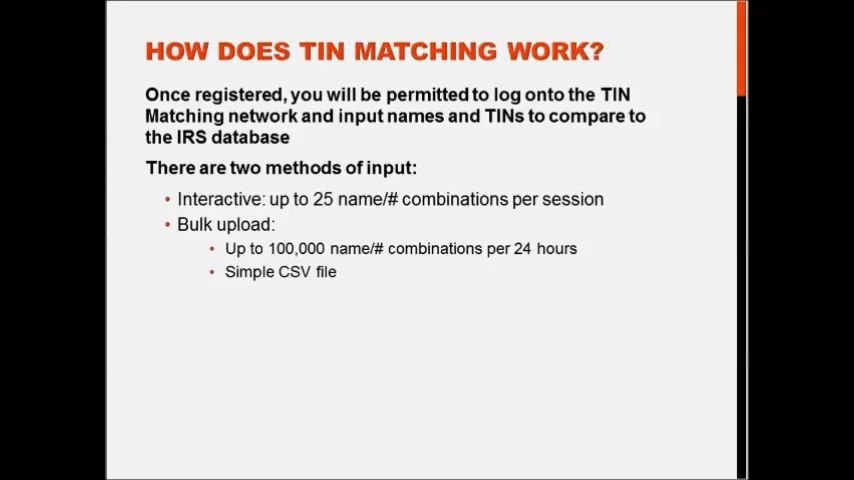 HOW DOES TIN MATCHING WORK?
Once registered, you will be permitted to log onto the TIN
Matching network and input names and TINs to compare to
the IRS database
There are two methods of input:
• Interactive: up to 25 name/# combinations per session
• Bulk upload:
• Up to 100,000 name/# combinations per 24 hours
• Simple CSV file